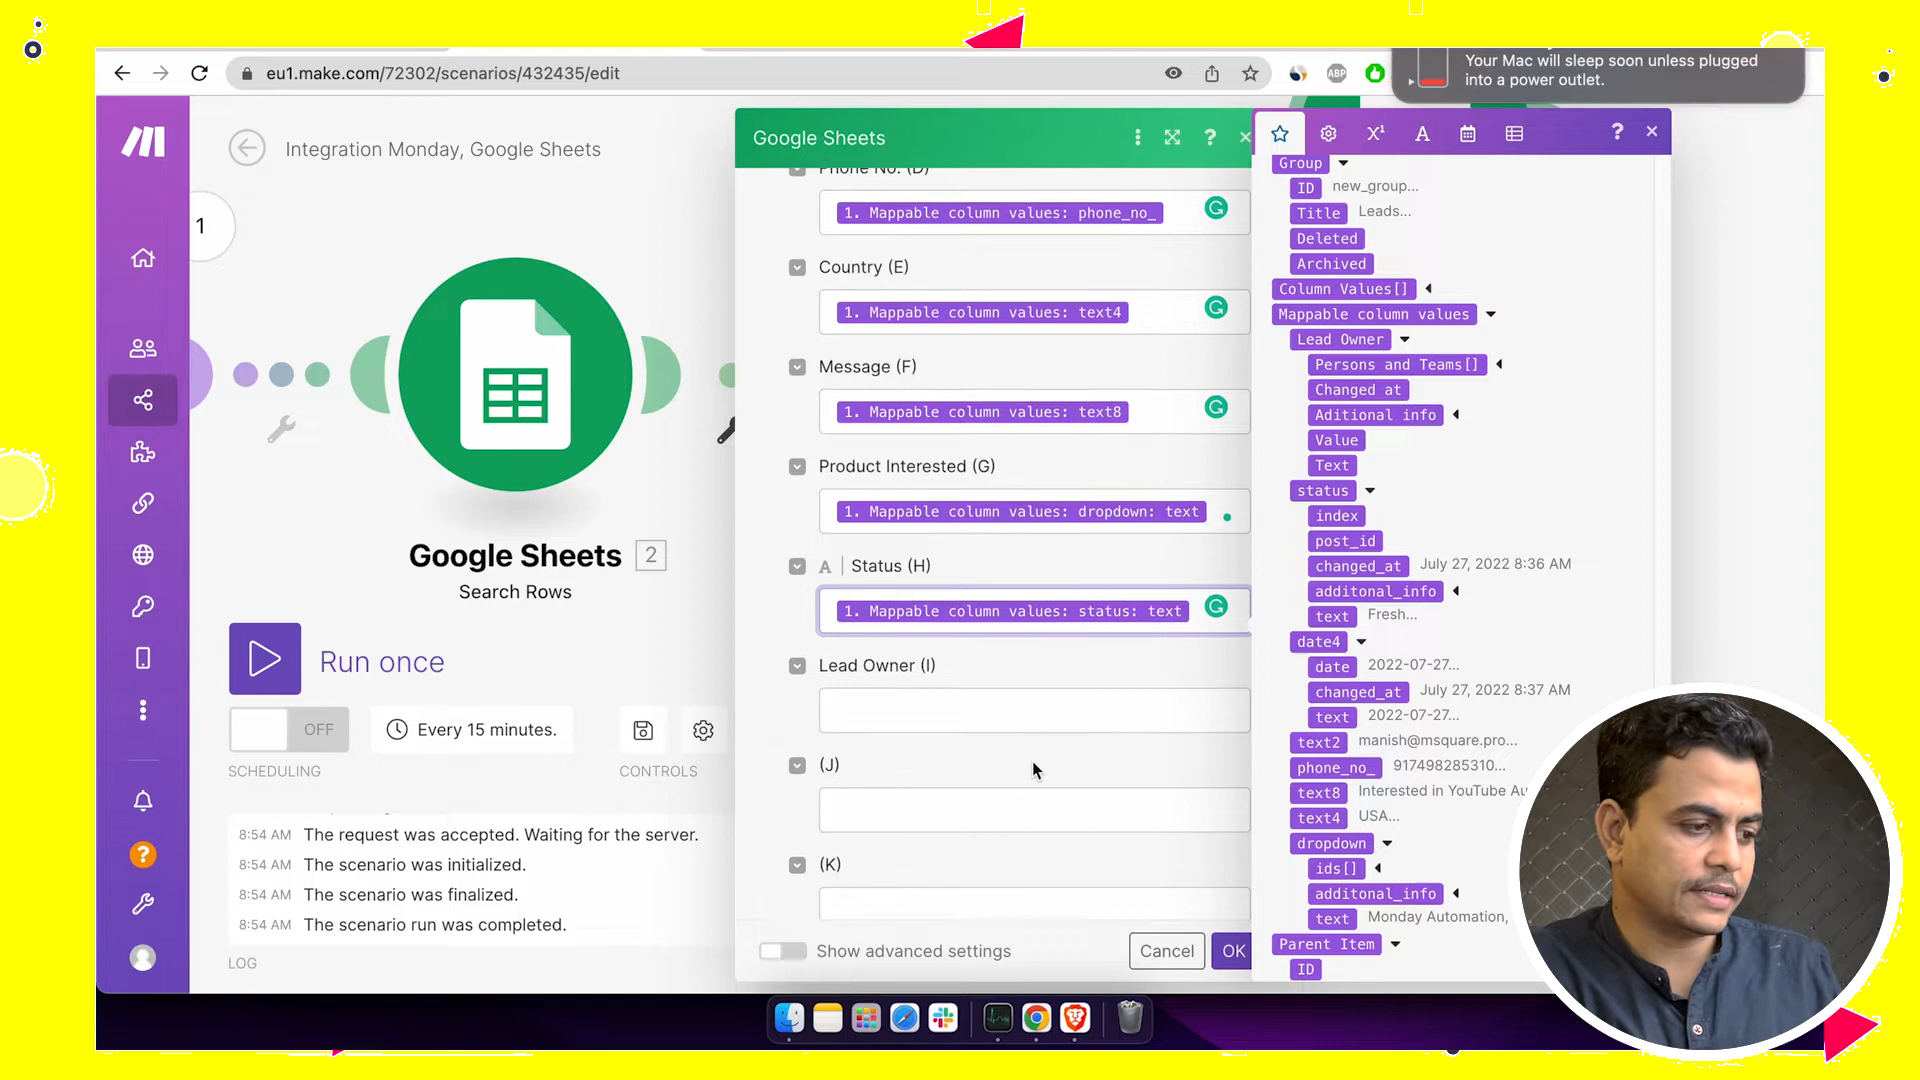 eu1.make.com/72302/scenarios/432435/edit
ABP
Your Mac will sleep soon unless plugged
into a power outlet.
Integration Monday, Google Sheets
1
Google Sheets 2
Search Rows
Run once
OFF
Every 15 minutes.
SCHEDULING
CONTROLS
8:54 AM The request was accepted. Waiting for the server.
8:54 AM The scenario was initialized.
8:54 AM The scenario was finalized.
8:54 AM The scenario run was completed.
LOG
Google Sheets
?
Phone No. (D)
1. Mappable column values: phone_no_
Country (E)
1. Mappable column values: text4
Message (F)
1. Mappable column values: text8
Product Interested (G)
1. Mappable column values: dropdown: text
A | Status (H)
1. Mappable column values: status: text
Lead Owner (I)
(J)
(K)
Show advanced settings
Cancel
OK
X¹
A
?
Group
ID new_group...
Title Leads...
Deleted
Archived
Column Values[]
Mappable column values
Lead Owner
Persons and Teams[]
Changed at
Aditional info
Value
Text
status
index
post_id
changed_at July 27, 2022 8:36 AM
additonal_info
text Fresh...
date4
date 2022-07-27...
changed_at July 27, 2022 8:37 AM
text 2022-07-27...
text2 manish@msquare.pro...
phone_no_ 917498285310...
text8 Interested in YouTube Au
text4 USA...
dropdown
ids[]
additonal_info
text Monday Automation,
Parent Item
ID